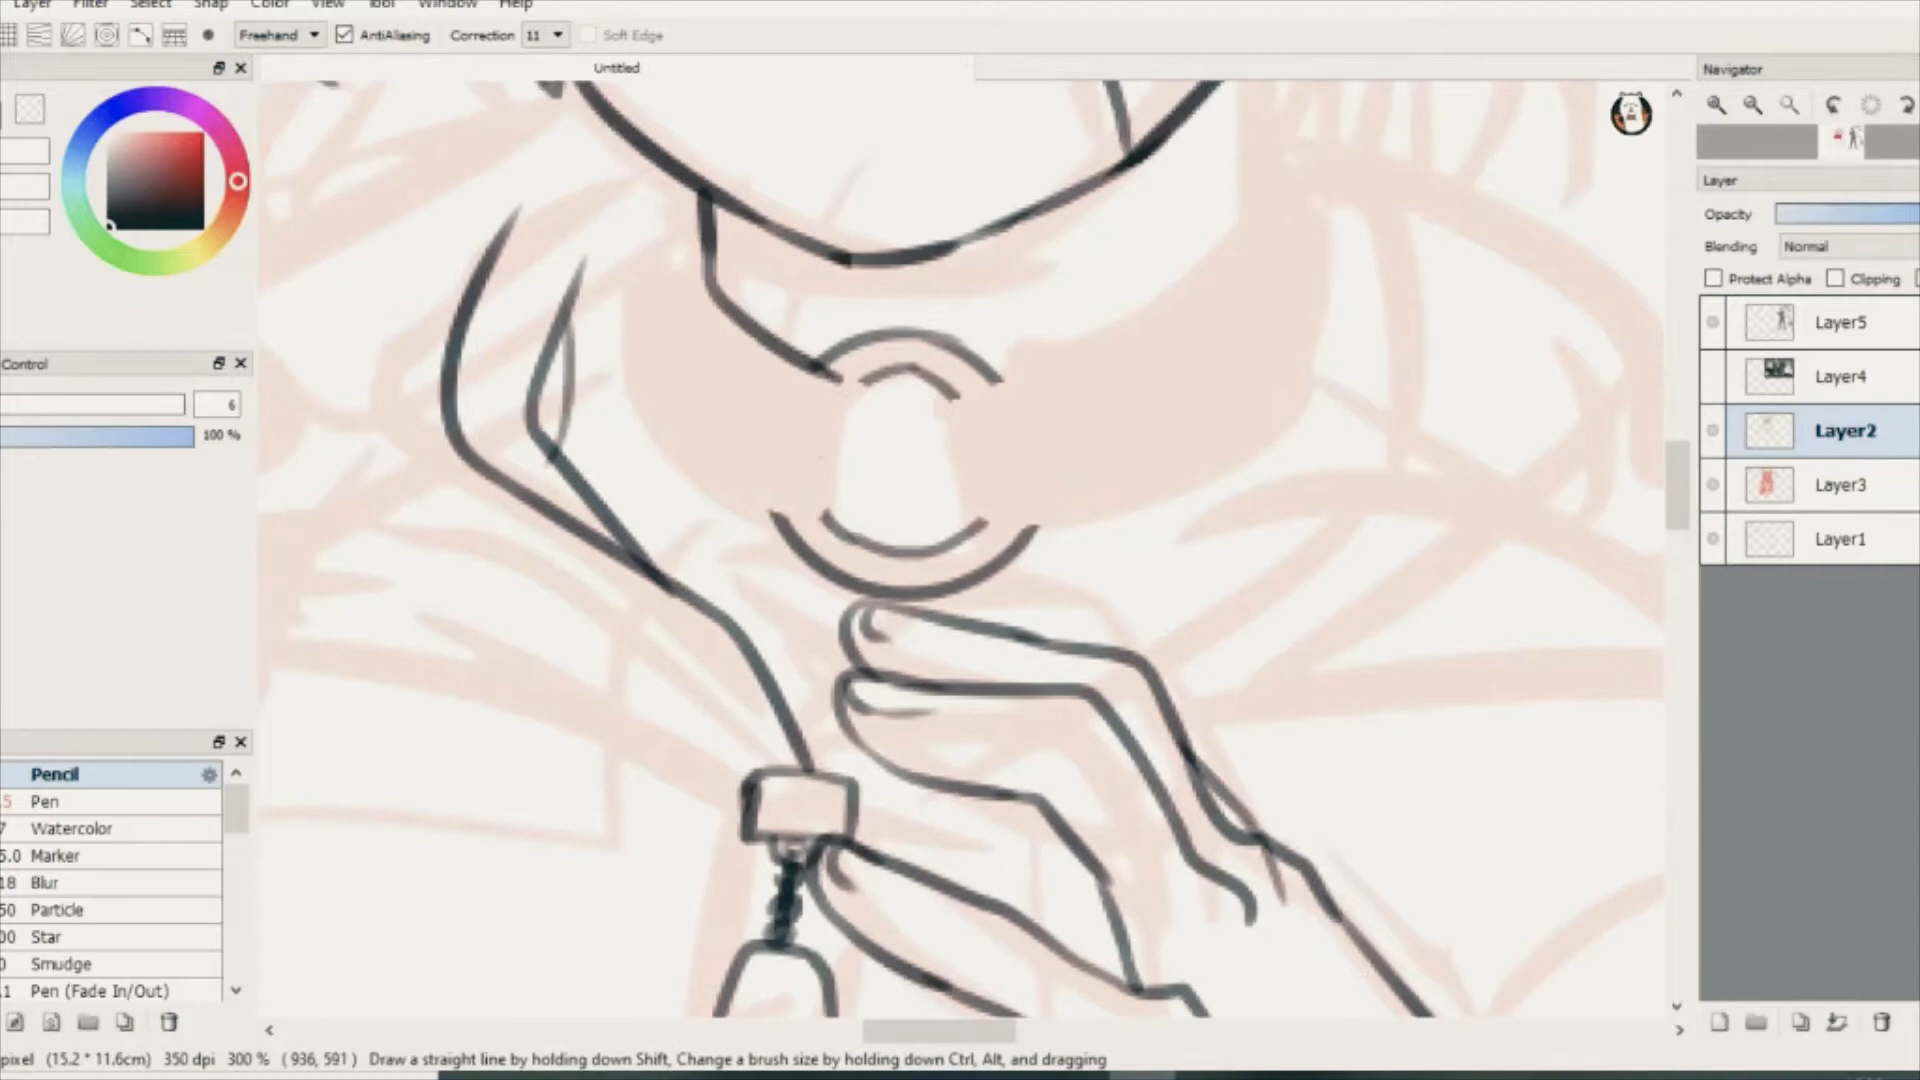 Layer Filter Select Snap Color View Tool Window Help
Freehand AntiAliasing Correction 11 Soft Edge
Untitled
Navigator
Layer
Opacity
Blending Normal
Protect Alpha Clipping
Layer5
Layer4
Layer2
Layer3
Layer1
Control
6
100 %
Pencil
5 Pen
7 Watercolor
5.0 Marker
18 Blur
50 Particle
00 Star
0 Smudge
.1 Pen (Fade In/Out)
pixel (15.2 * 11.6cm) 350 dpi 300 % ( 936, 591 ) Draw a straight line by holding down Shift, Change a brush size by holding down Ctrl, Alt, and dragging